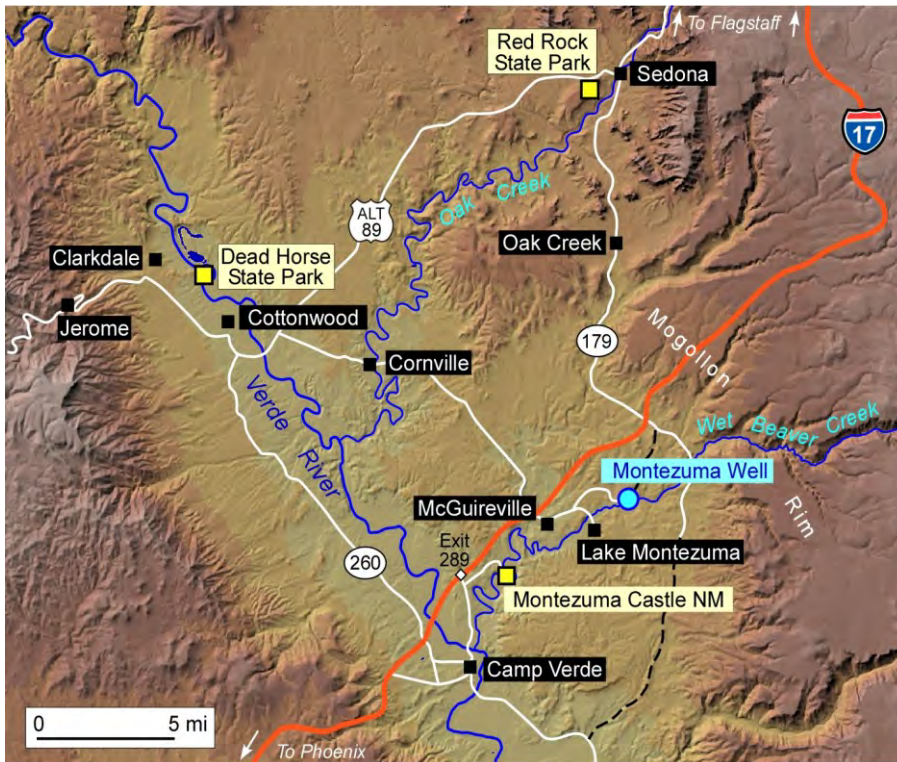 To Flagstaff
Red Rock
State Park
Sedona
17
Oak Creek
ALT
89
Oak Creek
Clarkdale
Dead Horse
State Park
Jerome
Cottonwood
Mogollon
179
Cornville
Verde
River
Wet Beaver Creek
Montezuma Well
McGuireville
Rim
Exit
289
Lake Montezuma
260
Montezuma Castle NM
Camp Verde
0 5 mi
To Phoenix